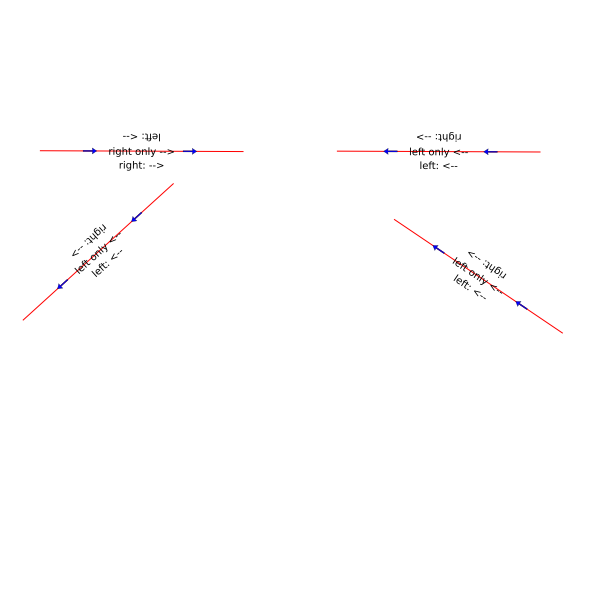 left: <--
right only -->
right: -->
right: -->
left only <--
left: <--
right: -->
left only <--
left: <--
right: -->
left only <--
left: <--